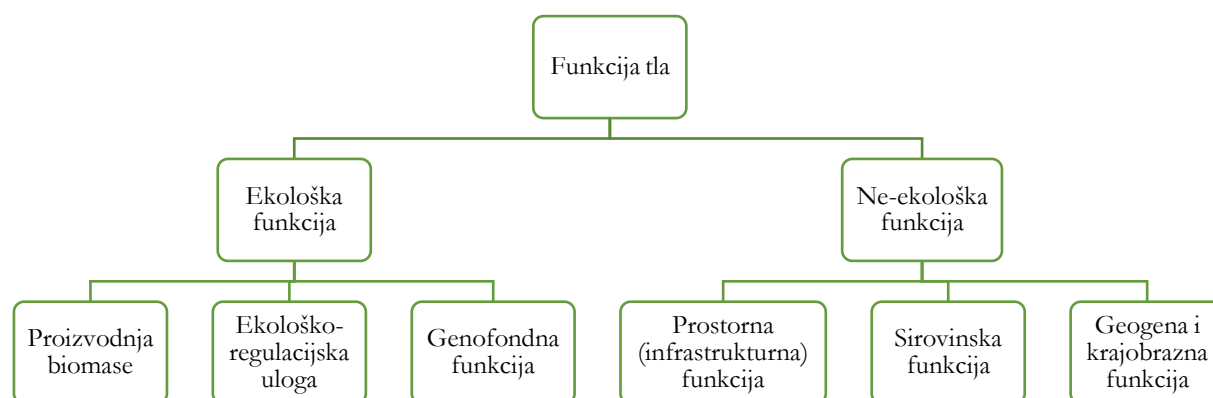 Funkcija tla
Ekološka
funkcija
Ne-ekološka
funkcija
Proizvodnja
biomase
Ekološko-
regulacijska
uloga
Genofondna
funkcija
Prostorna
(infrastrukturna)
funkcija
Sirovinska
funkcija
Geogena i
krajobrazna
funkcija